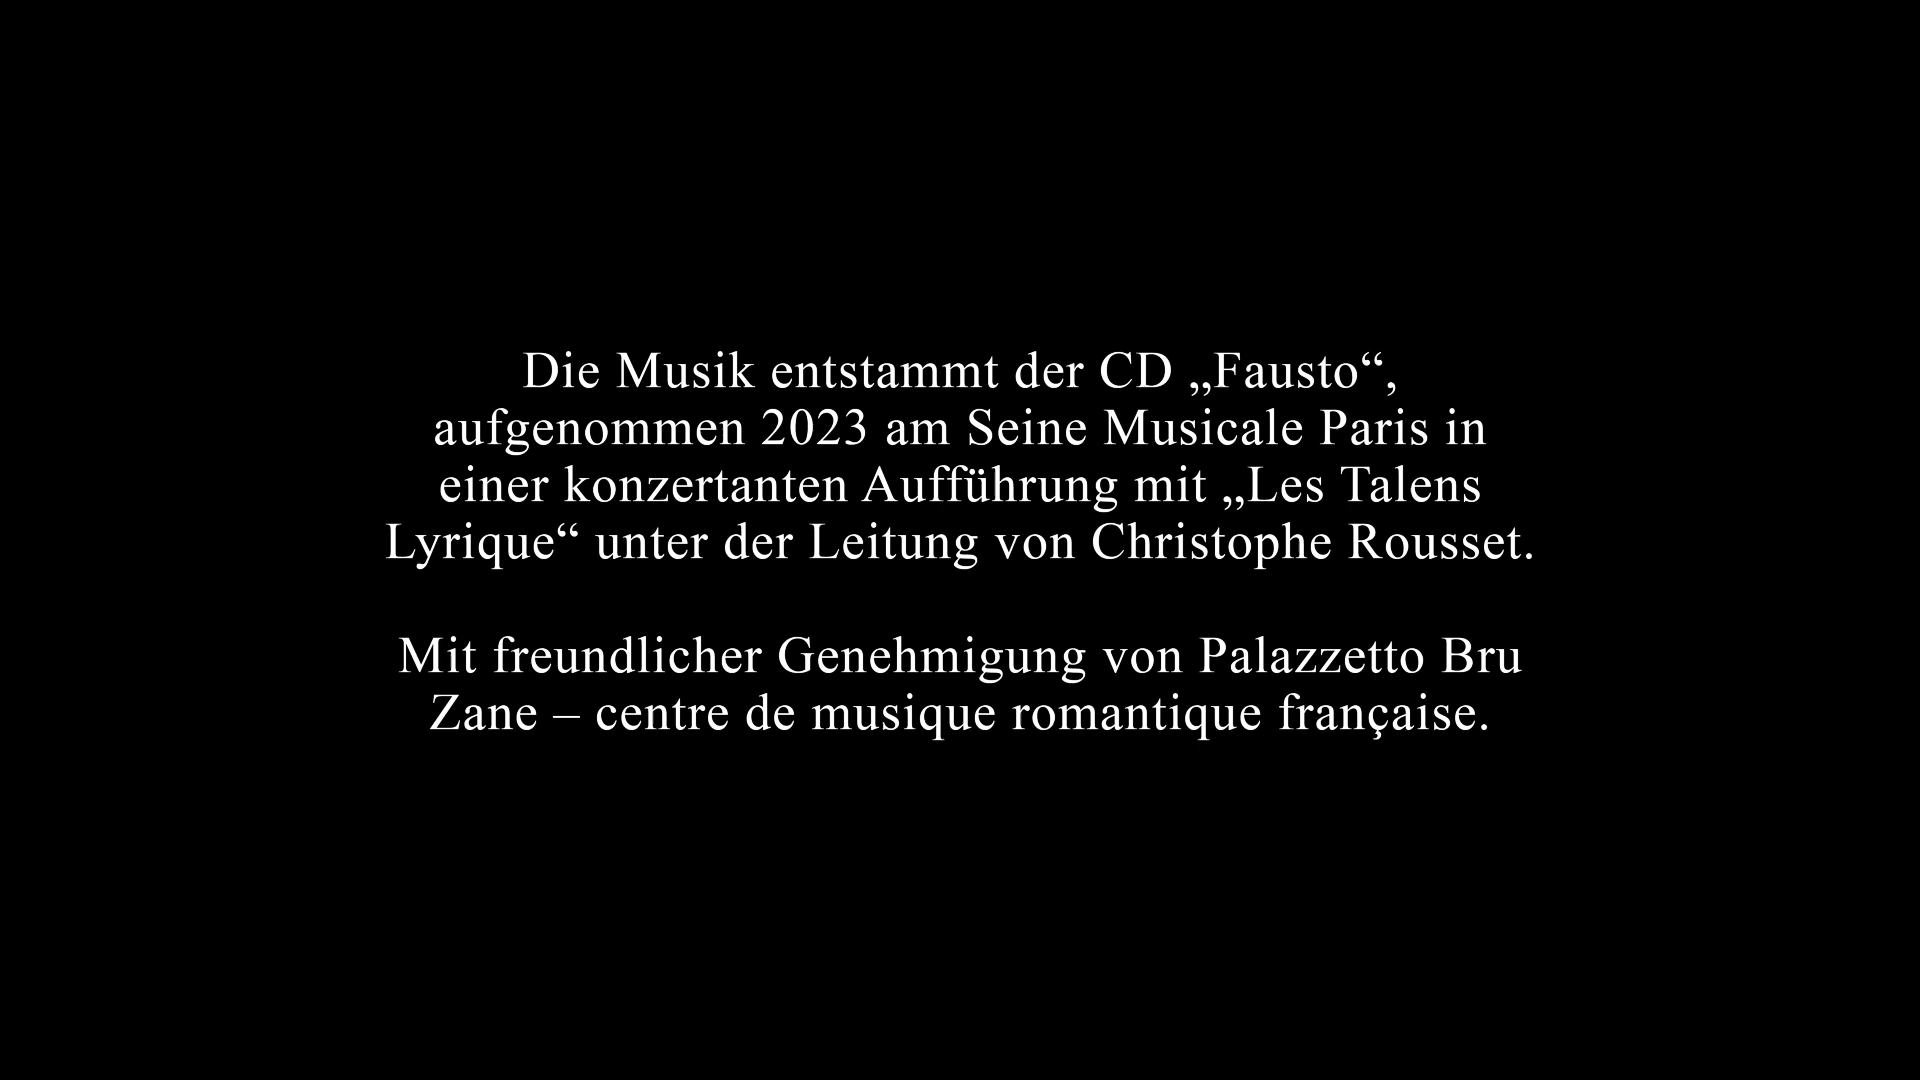 Die Musik entstammt der CD „Fausto“,
aufgenommen 2023 am Seine Musicale Paris in
einer konzertanten Aufführung mit „Les Talens
Lyrique“ unter der Leitung von Christophe Rousset.
Mit freundlicher Genehmigung von Palazzetto Bru
Zane – centre de musique romantique française.